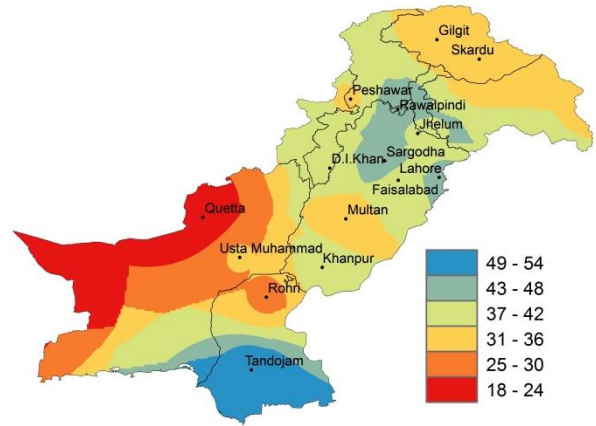 Gilgit
Skardu
Peshawar
Rawalpindi
Jhelum
D.I.Khan
Sargodha
Lahore
Faisalabad
Quetta
Multan
Usta Muhammad
Khanpur
Rohri
Tandojam
49 - 54
43 - 48
37 - 42
31 - 36
25 - 30
18 - 24